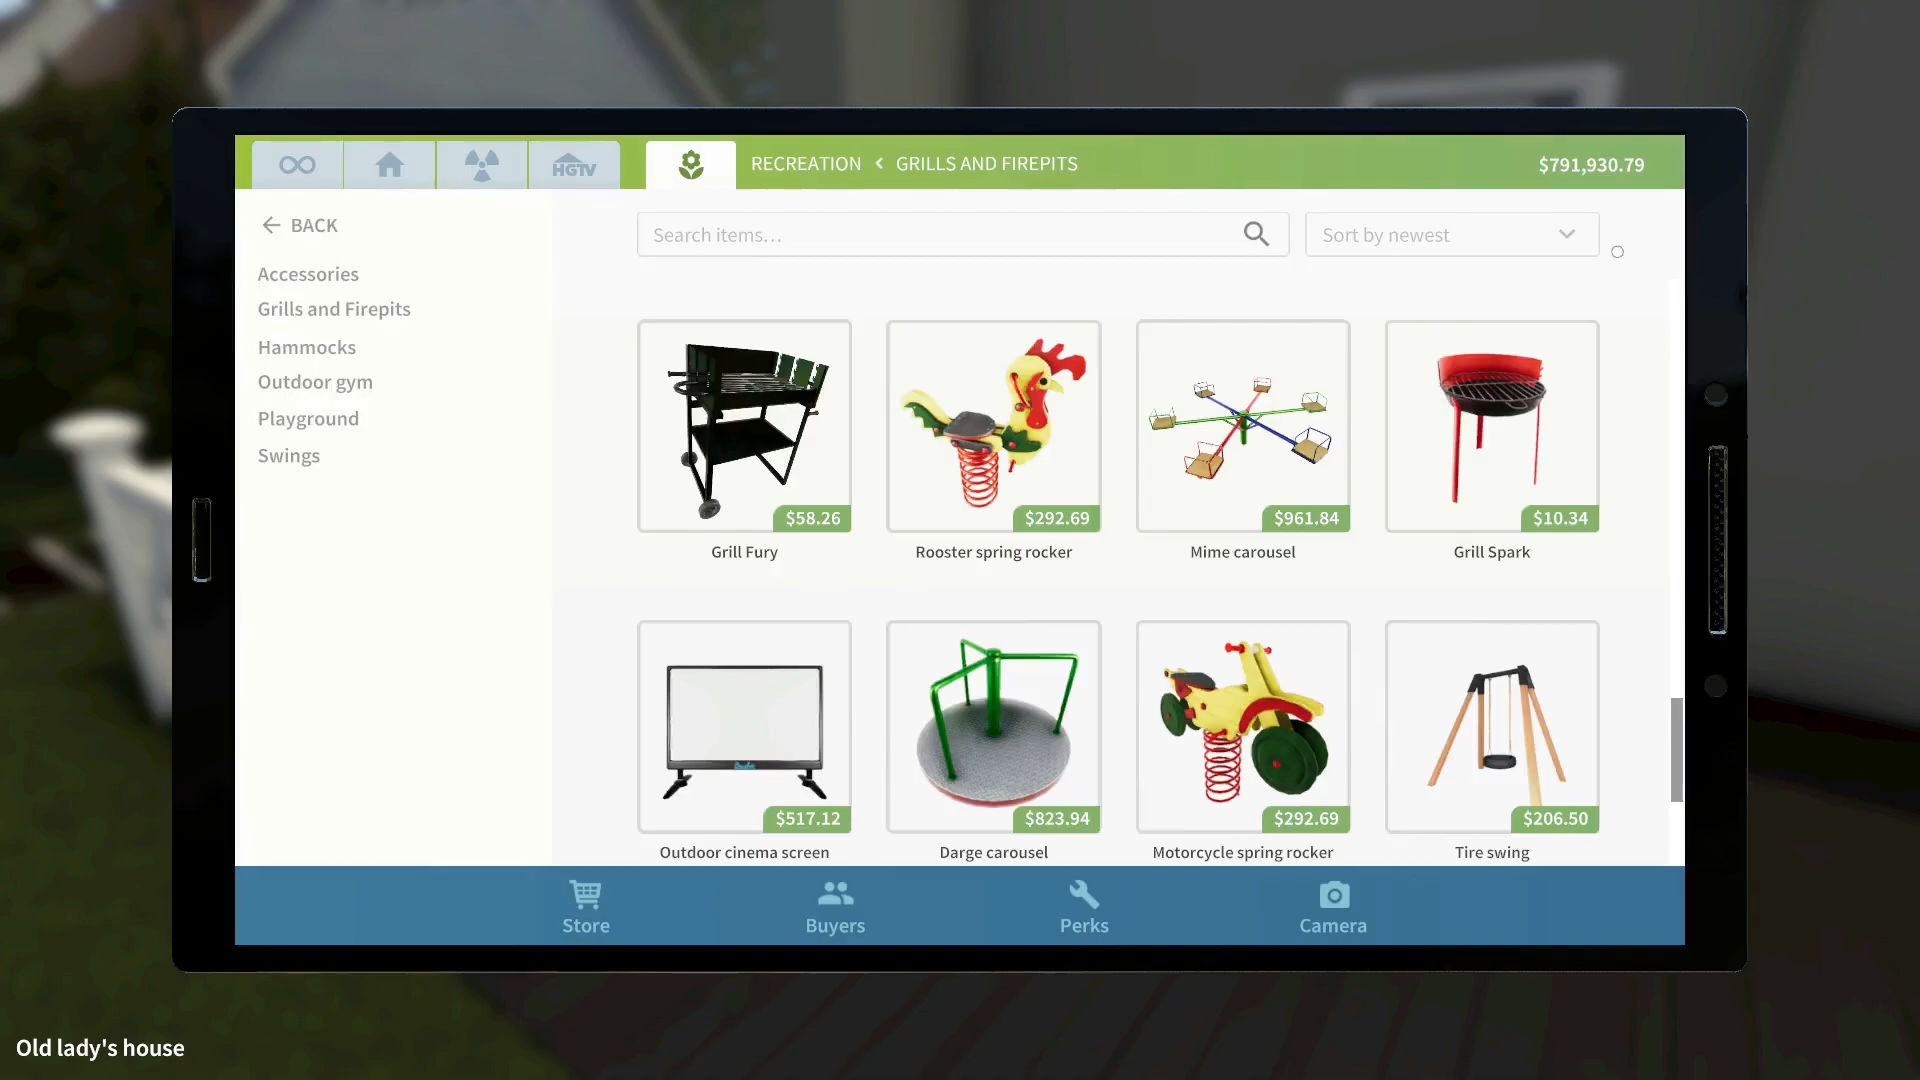 HGTV
RECREATION < GRILLS AND FIREPITS
$791,930.79
BACK
Search items...
Sort by newest
Accessories
Grills and Firepits
Hammocks
Outdoor gym
Playground
Swings
$58.26
$292.69
$961.84
$10.34
Grill Fury
Rooster spring rocker
Mime carousel
Grill Spark
$517.12
$823.94
$292.69
$206.50
Outdoor cinema screen
Darge carousel
Motorcycle spring rocker
Tire swing
Store
Buyers
Perks
Camera
Old lady's house